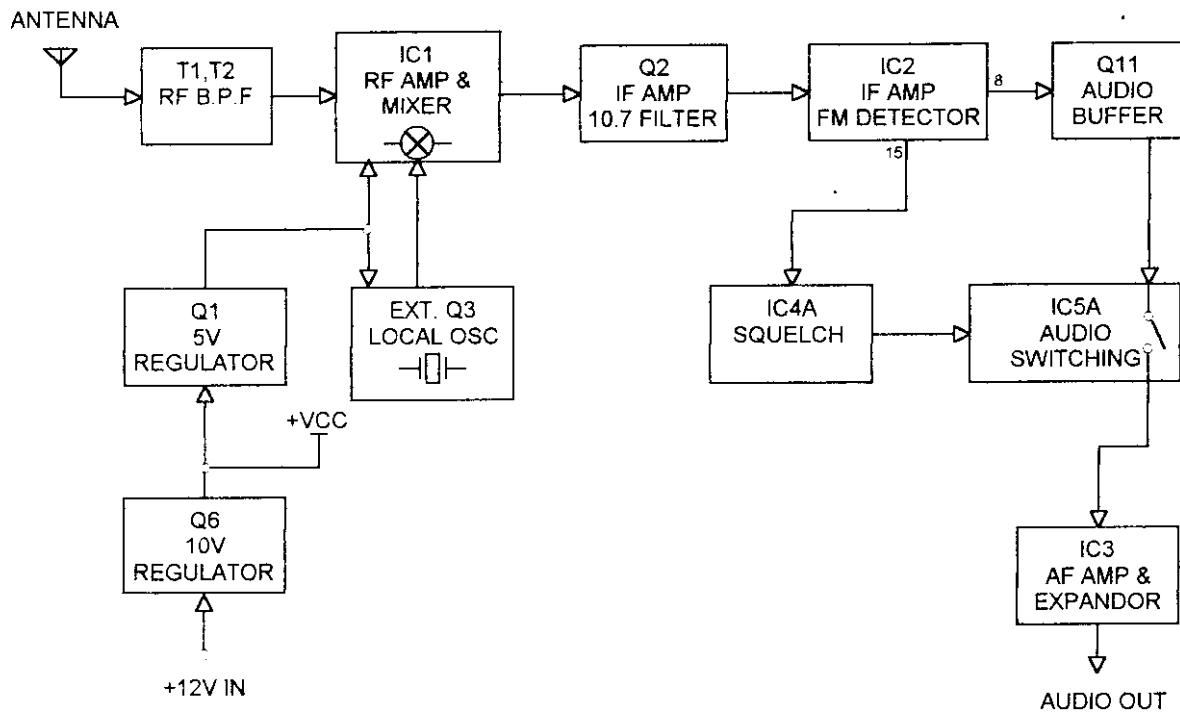 ANTENNA
T1,T2
RF B.P.F
IC1
RF AMP &
MIXER
Q2
IF AMP
10.7 FILTER
IC2
IF AMP
FM DETECTOR
8
15
Q11
AUDIO
BUFFER
Q1
5V
REGULATOR
EXT. Q3
LOCAL OSC
IC4A
SQUELCH
IC5A
AUDIO
SWITCHING
+VCC
Q6
10V
REGULATOR
IC3
AF AMP &
EXPANDOR
+12V IN
AUDIO OUT